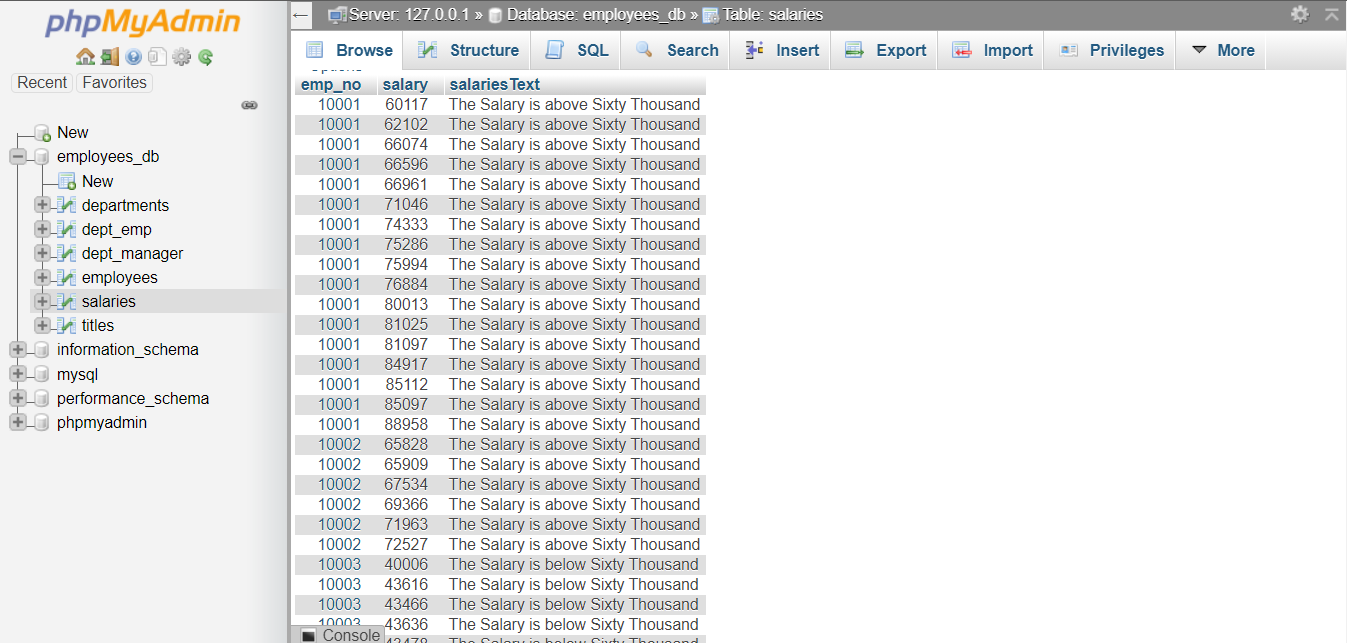 phpMyAdmin
Recent Favorites
New
employees_db
New
departments
dept_emp
dept_manager
employees
salaries
titles
information_schema
mysql
performance_schema
phpmyadmin
Server: 127.0.0.1 » Database: employees_db » Table: salaries
Browse Structure SQL Search Insert Export Import Privileges More
emp_no salary salariesText
10001 60117 The Salary is above Sixty Thousand
10001 62102 The Salary is above Sixty Thousand
10001 66074 The Salary is above Sixty Thousand
10001 66596 The Salary is above Sixty Thousand
10001 66961 The Salary is above Sixty Thousand
10001 71046 The Salary is above Sixty Thousand
10001 74333 The Salary is above Sixty Thousand
10001 75286 The Salary is above Sixty Thousand
10001 75994 The Salary is above Sixty Thousand
10001 76884 The Salary is above Sixty Thousand
10001 80013 The Salary is above Sixty Thousand
10001 81025 The Salary is above Sixty Thousand
10001 81097 The Salary is above Sixty Thousand
10001 84917 The Salary is above Sixty Thousand
10001 85112 The Salary is above Sixty Thousand
10001 85097 The Salary is above Sixty Thousand
10001 88958 The Salary is above Sixty Thousand
10002 65828 The Salary is above Sixty Thousand
10002 65909 The Salary is above Sixty Thousand
10002 67534 The Salary is above Sixty Thousand
10002 69366 The Salary is above Sixty Thousand
10002 71963 The Salary is above Sixty Thousand
10002 72527 The Salary is above Sixty Thousand
10003 40006 The Salary is below Sixty Thousand
10003 43616 The Salary is below Sixty Thousand
10003 43466 The Salary is below Sixty Thousand
10003 43636 The Salary is below Sixty Thousand
Console